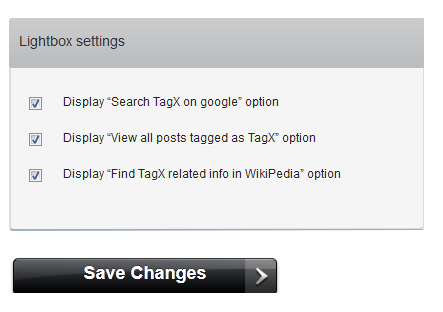 Lightbox settings
Display “Search TagX on google” option
Display “View all posts tagged as TagX” option
Display “Find TagX related info in WikiPedia” option
Save Changes